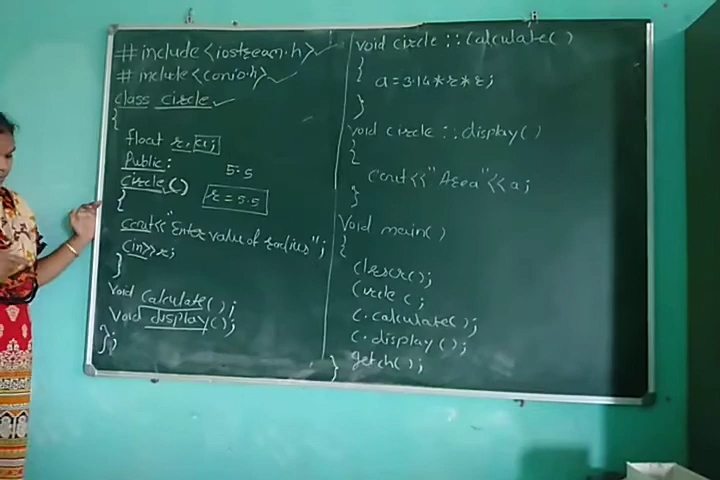 #include<iostream.h>
#include<conio.h>
class circle
{
float r,a;
Public:
Circle()
{
5.5
r=5.5
cout<<"Enter value of radius";
cin>>r;
}
void calculate();
void display();
};
void circle::calculate()
{
a=3.14*r*r;
}
void circle::display()
{
cout<<"Area"<<a;
}
Void main()
{
clrscr();
Circle c;
c.calculate();
c.display();
getch();
}